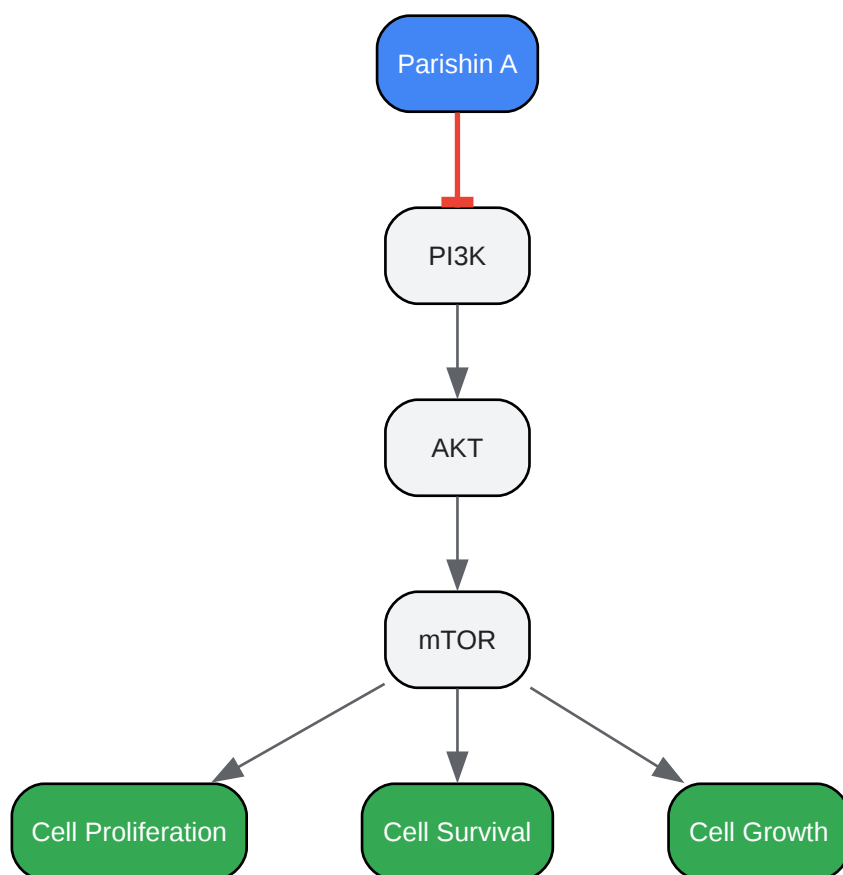 Parishin A
PI3K
AKT
mTOR
Cell Proliferation
Cell Survival
Cell Growth